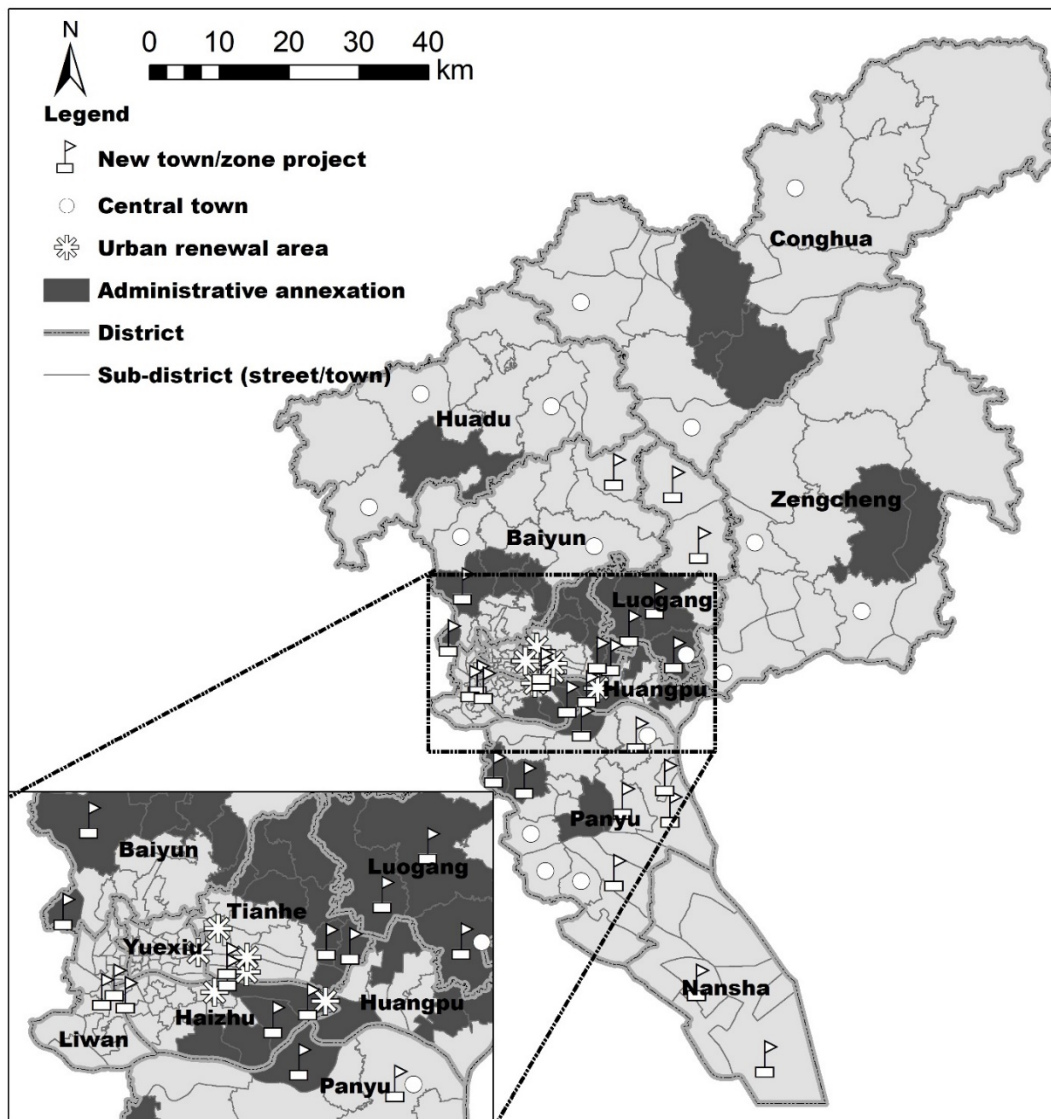 N
0 10 20 30 40
km
Legend
New town/zone project
Central town
Urban renewal area
Administrative annexation
District
Sub-district (street/town)
Conghua
Huadu
Zengcheng
Baiyun
Luogang
Huangpu
Panyu
Nansha
Baiyun
Luogang
Tianhe
Yuexiu
Huangpu
Haizhu
Liwan
Panyu